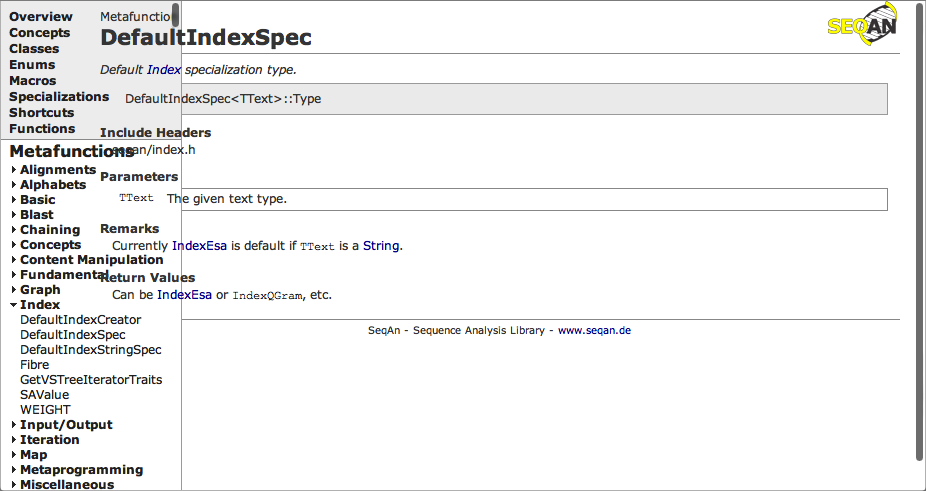 Overview
Concepts
Classes
Enums
Macros
Specializations
Shortcuts
Functions
Metafunctions
Alignments
Alphabets
Basic
Blast
Chaining
Concepts
Content Manipulation
Fundamental
Graph
Index
DefaultIndexCreator
DefaultIndexSpec
DefaultIndexStringSpec
Fibre
GetVSTreeIteratorTraits
SAValue
WEIGHT
Input/Output
Iteration
Map
Metaprogramming
Miscellaneous
Metafunction
SEQAN
DefaultIndexSpec
Default Index specialization type.
DefaultIndexSpec<TText>::Type
Include Headers
seqan/index.h
Parameters
TText The given text type.
Remarks
Currently IndexEsa is default if TText is a String.
Return Values
Can be IndexEsa or IndexQGram, etc.
SeqAn - Sequence Analysis Library - www.seqan.de